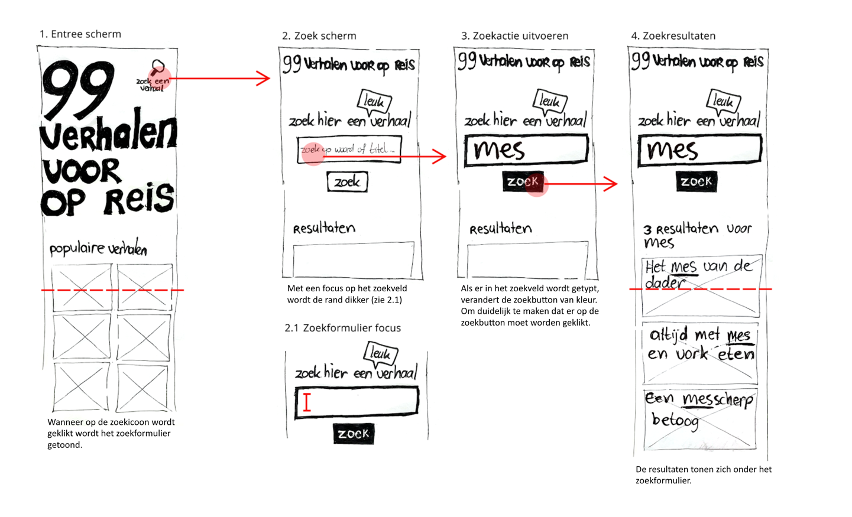 1. Entree scherm
99
VERHALEN
VOOR
OP REIS
zoek een
verhaal
populaire verhalen
Wanneer op de zoekicoon wordt
geklikt wordt het zoekformulier
getoond.
2. Zoek scherm
99 Verhalen voor op Reis
leuk
zoek hier een verhaal
zoek op word of titel...
zoek
Resultaten
Met een focus op het zoekveld
wordt de rand dikker (zie 2.1)
2.1 Zoekformulier focus
leuk
zoek hier een verhaal
zoek
3. Zoekactie uitvoeren
99 Verhalen voor op Reis
leuk
zoek hier een verhaal
mes
zoek
Resultaten
Als er in het zoekveld wordt getypt,
verandert de zoekbutton van kleur.
Om duidelijk te maken dat er op de
zoekbutton moet worden geklikt.
4. Zoekresultaten
99 Verhalen voor op Reis
leuk
zoek hier een verhaal
mes
zoek
3 Resultaten voor
mes
Het mes van de
dader
altijd met mes
en vork eten
Een messcherp
betoog
De resultaten tonen zich onder het
zoekformulier.